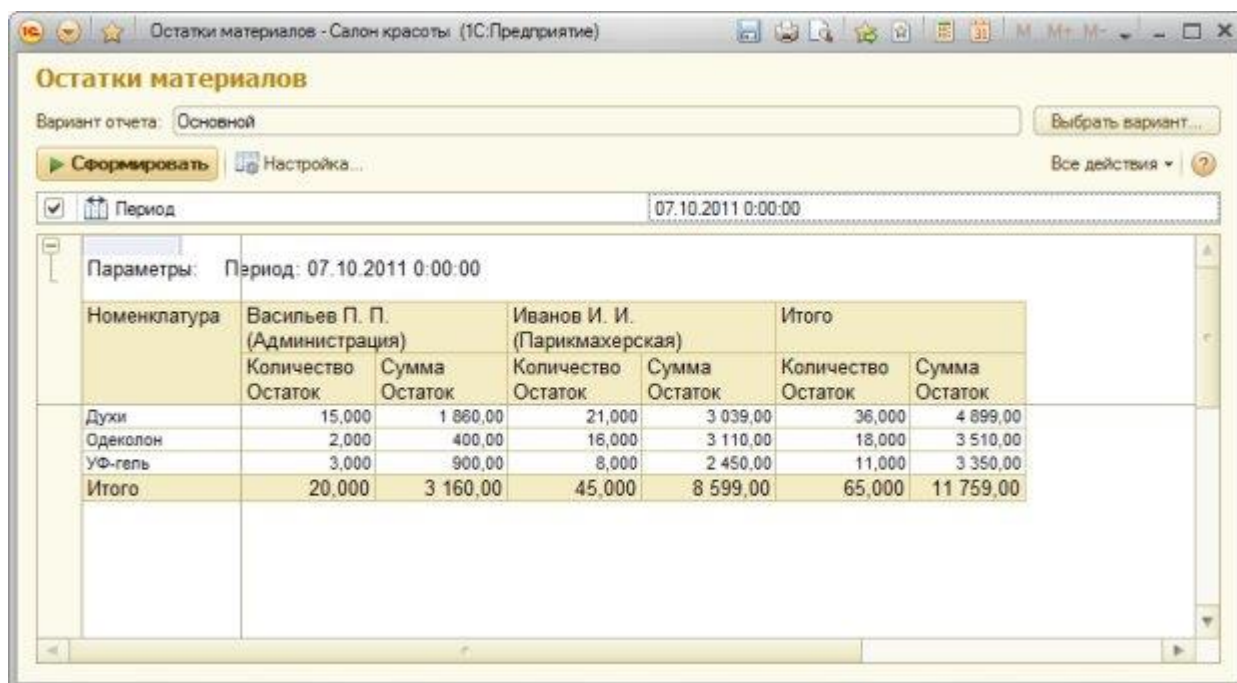 Остатки материалов - Салон красоты (1С:Предприятие) M M+ M-
Остатки материалов
Вариант отчета: Основной Выбрать вариант...
Сформировать Настройка... Все действия
Период 07.10.2011 0:00:00
Параметры: Период: 07.10.2011 0:00:00
Номенклатура Васильев П. П. Иванов И. И. Итого
(Администрация) (Парикмахерская)
Количество Сумма Количество Сумма Количество Сумма
Остаток Остаток Остаток Остаток Остаток Остаток
Духи 15,000 1 860,00 21,000 3 039,00 36,000 4 899,00
Одеколон 2,000 400,00 16,000 3 110,00 18,000 3 510,00
УФ-гель 3,000 900,00 8,000 2 450,00 11,000 3 350,00
Итого 20,000 3 160,00 45,000 8 599,00 65,000 11 759,00